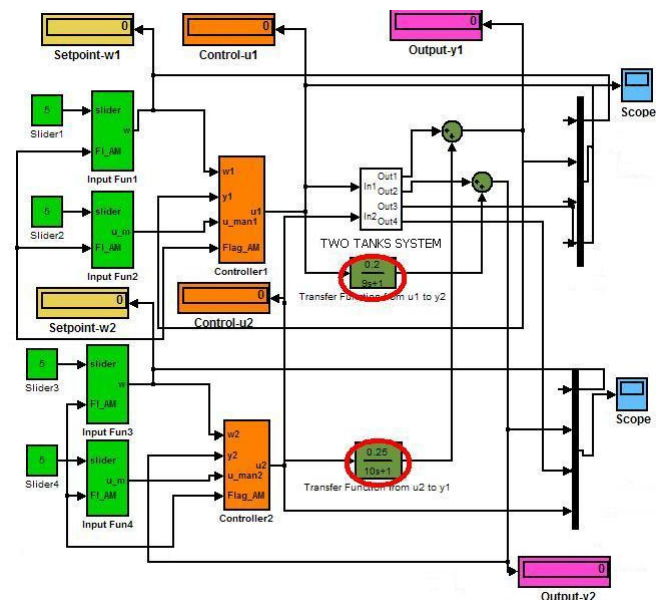 0
Setpoint-w1
0
Control-u1
0
Output-y1
Scope
5
Slider1
slider
w
Fl_AM
Input Fun1
5
Slider2
slider
u_m
Fl_AM
Input Fun2
w1
y1
u_man1
Flag_AM
u1
Controller1
In1
In2
Out1
Out2
Out3
Out4
TWO TANKS SYSTEM
0.2
9s+1
Transfer Function from u1 to y2
0
Setpoint-w2
0
Control-u2
5
Slider3
slider
w
Fl_AM
Input Fun3
5
Slider4
slider
u_m
Fl_AM
Input Fun4
w2
y2
u_man2
Flag_AM
u2
Controller2
0.25
10s+1
Transfer Function from u2 to y1
Scope
0
Output-y2